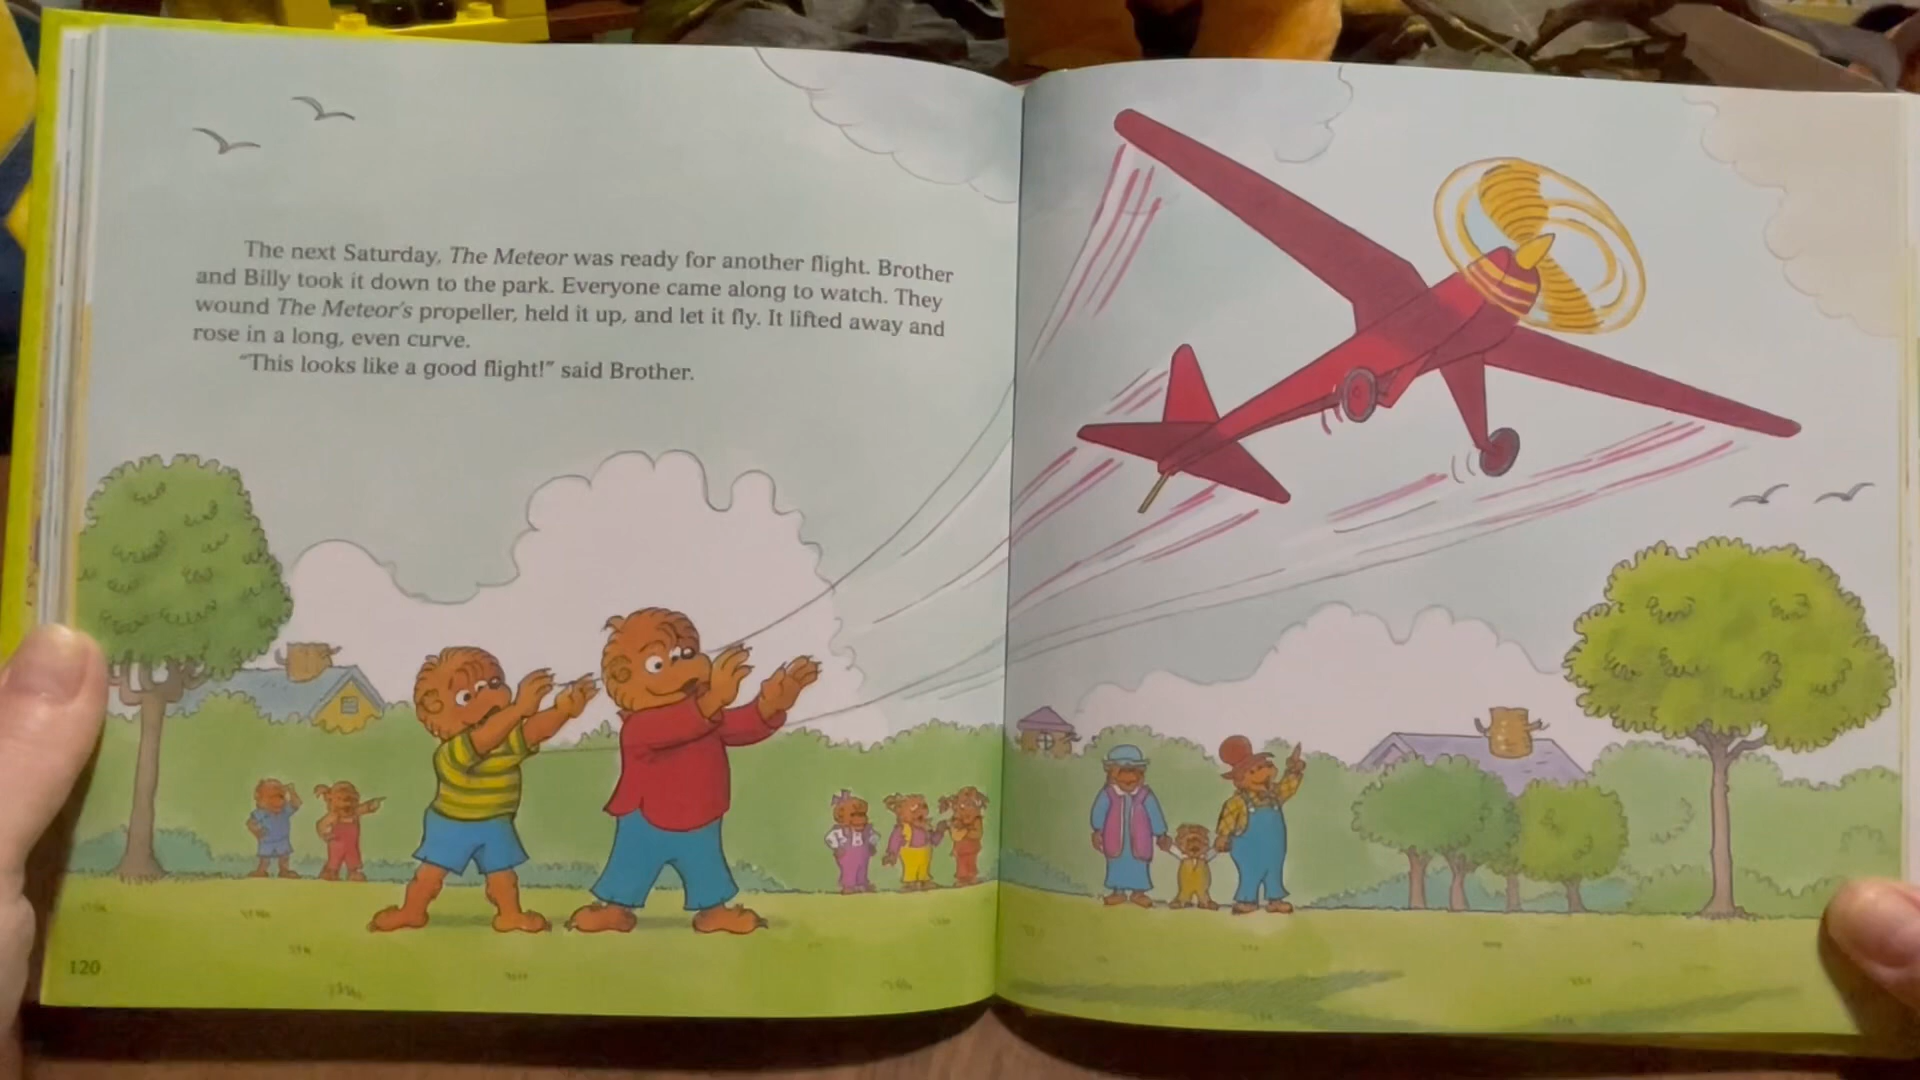 The next Saturday, The Meteor was ready for another flight. Brother
and Billy took it down to the park. Everyone came along to watch. They
wound The Meteor's propeller, held it up, and let it fly. It lifted away and
rose in a long, even curve.
"This looks like a good flight!" said Brother.
120